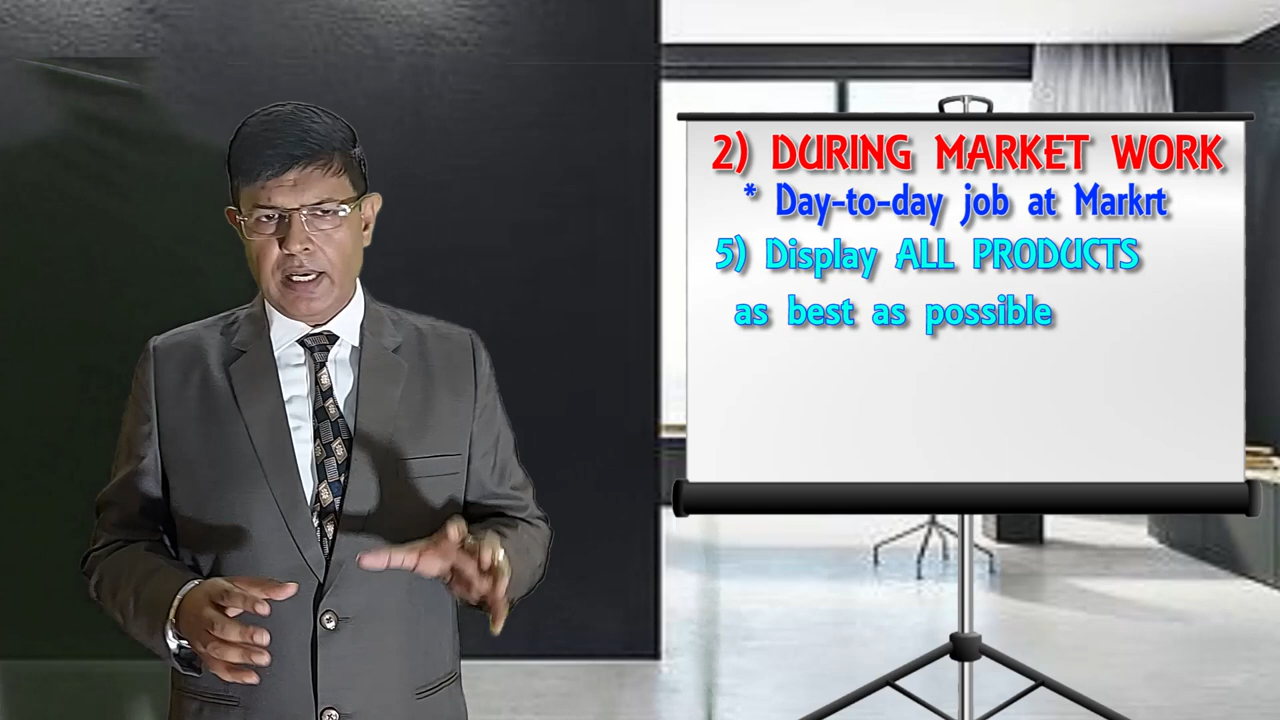 2) DURING MARKET WORK
* Day-to-day job at Markrt
5) Display ALL PRODUCTS
as best as possible